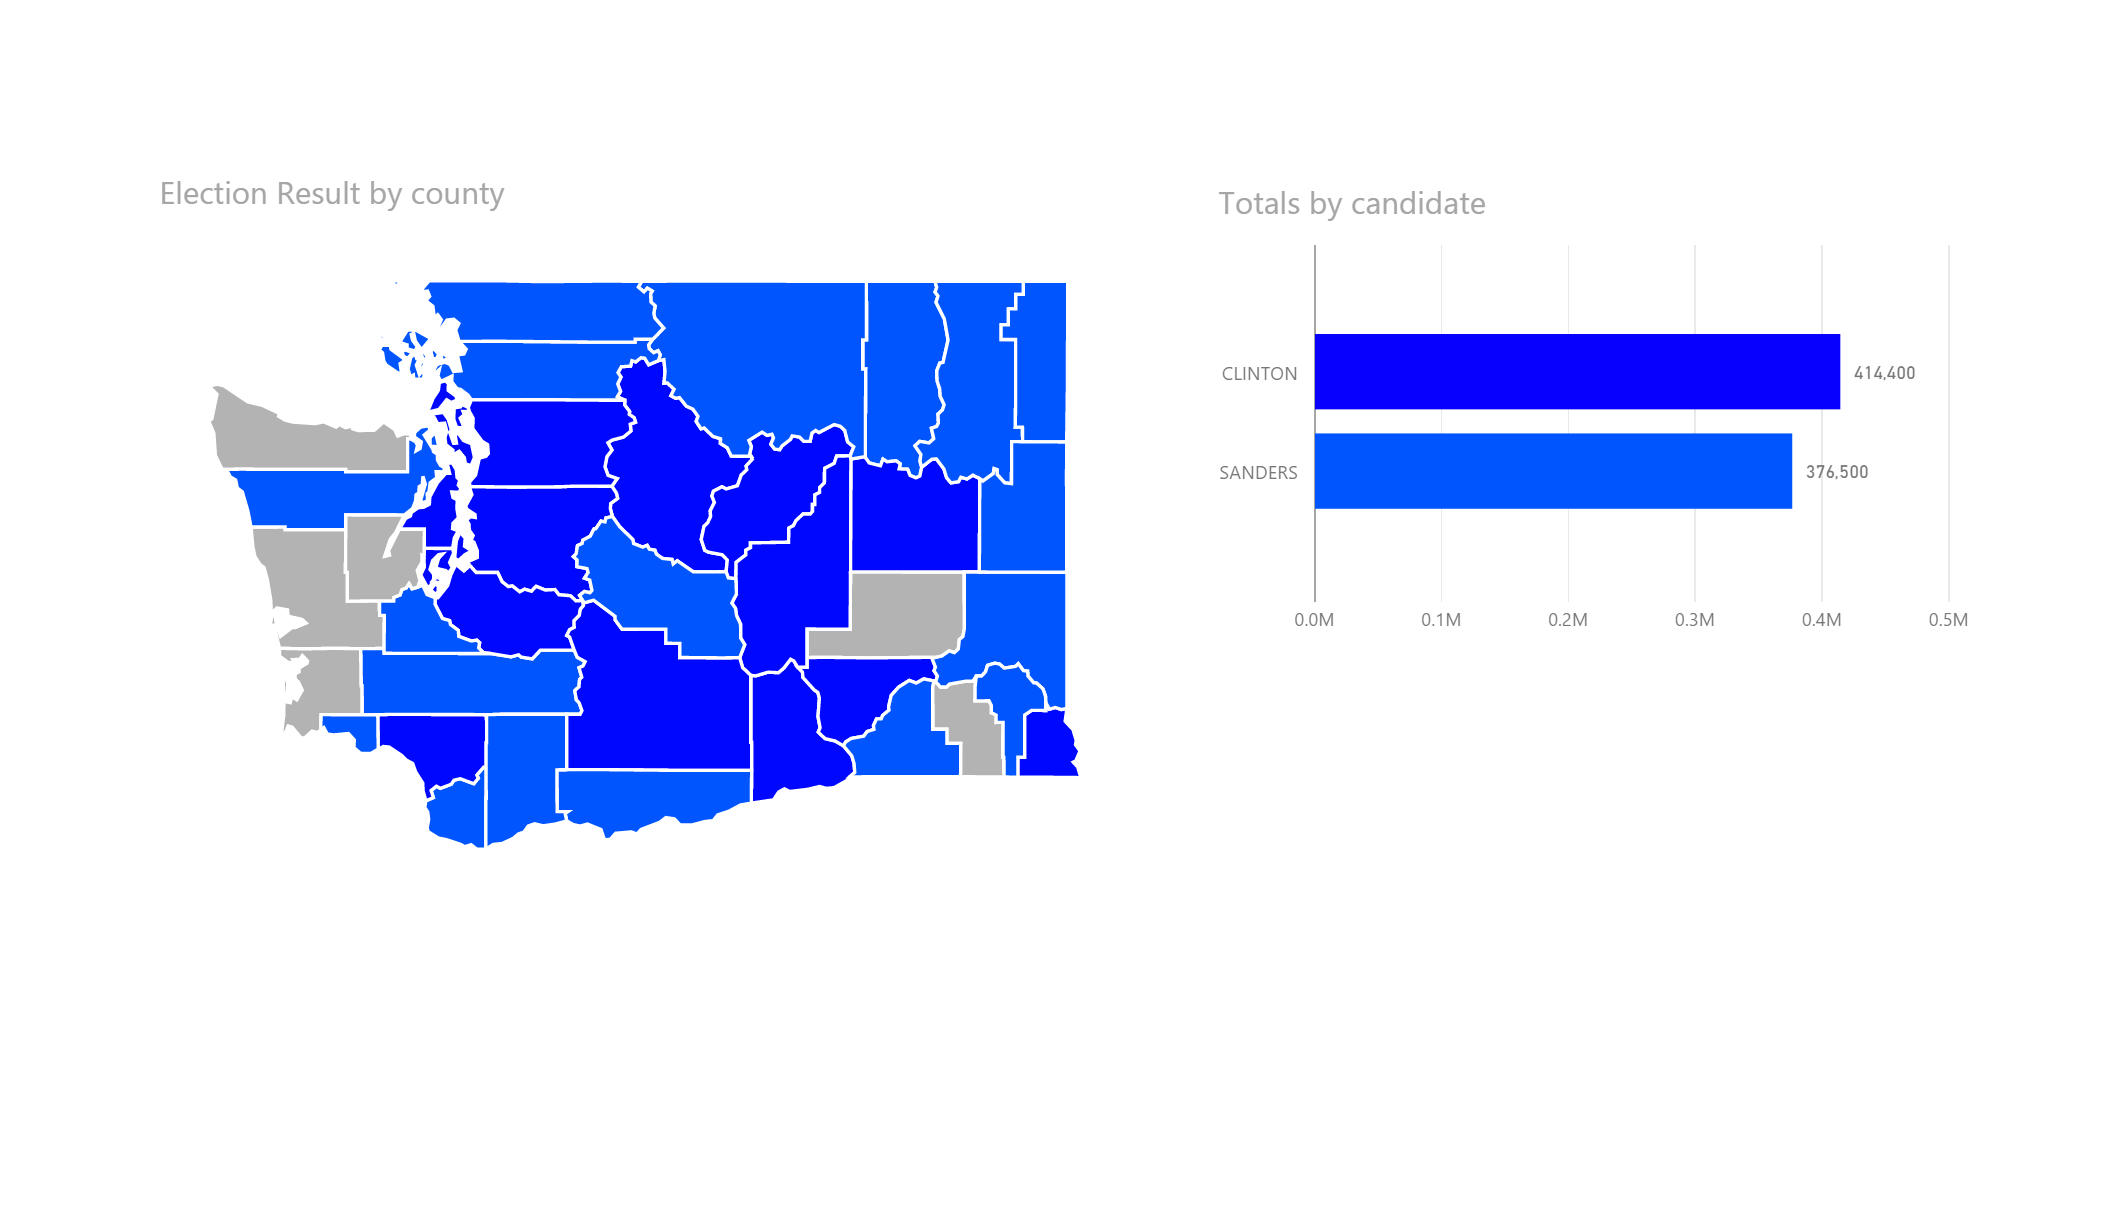 Election Result by county
Totals by candidate
CLINTON
414,400
SANDERS
376,500
0.0M
0.1M
0.2M
0.3M
0.4M
0.5M